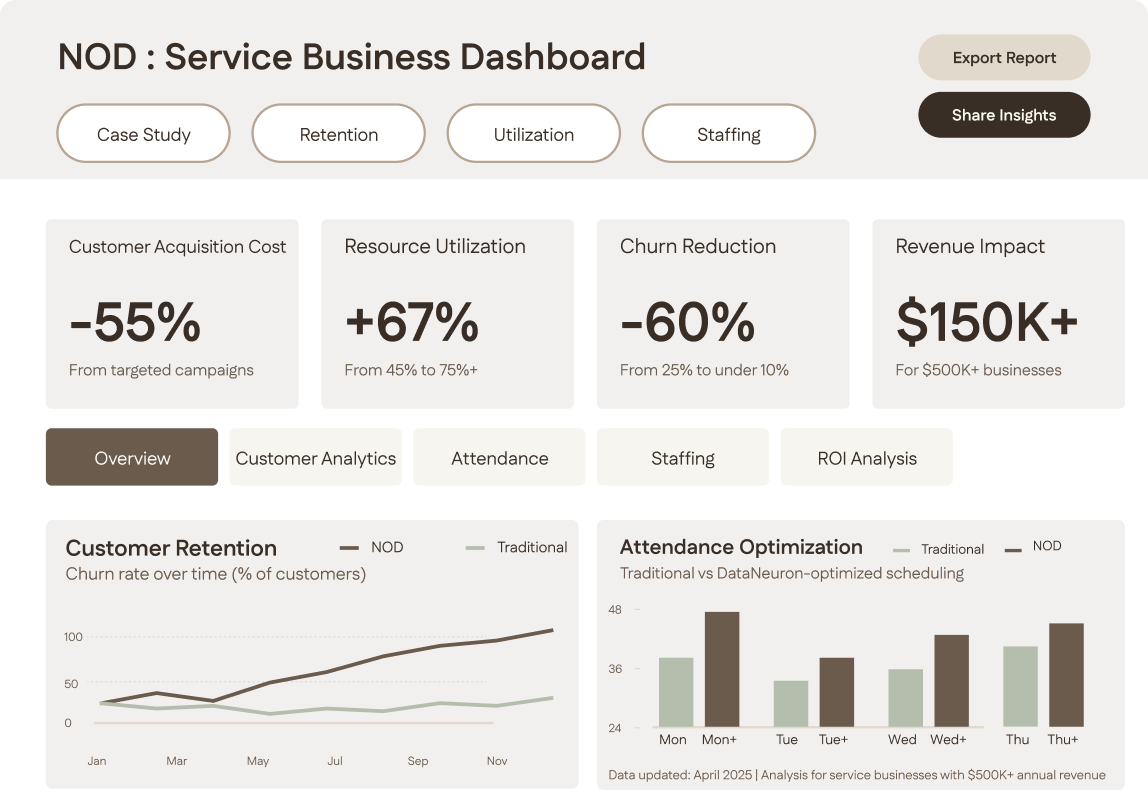 NOD : Service Business Dashboard
Export Report
Share Insights
Case Study
Retention
Utilization
Staffing
Customer Acquisition Cost
-55%
From targeted campaigns
Resource Utilization
+67%
From 45% to 75%+
Churn Reduction
-60%
From 25% to under 10%
Revenue Impact
$150K+
For $500K+ businesses
Overview
Customer Analytics
Attendance
Staffing
ROI Analysis
Customer Retention
NOD
Traditional
Churn rate over time (% of customers)
100
50
0
Jan
Mar
May
Jul
Sep
Nov
Attendance Optimization
Traditional
NOD
Traditional vs DataNeuron-optimized scheduling
48
36
24
Mon
Mon+
Tue
Tue+
Wed
Wed+
Thu
Thu+
Data updated: April 2025 | Analysis for service businesses with $500K+ annual revenue